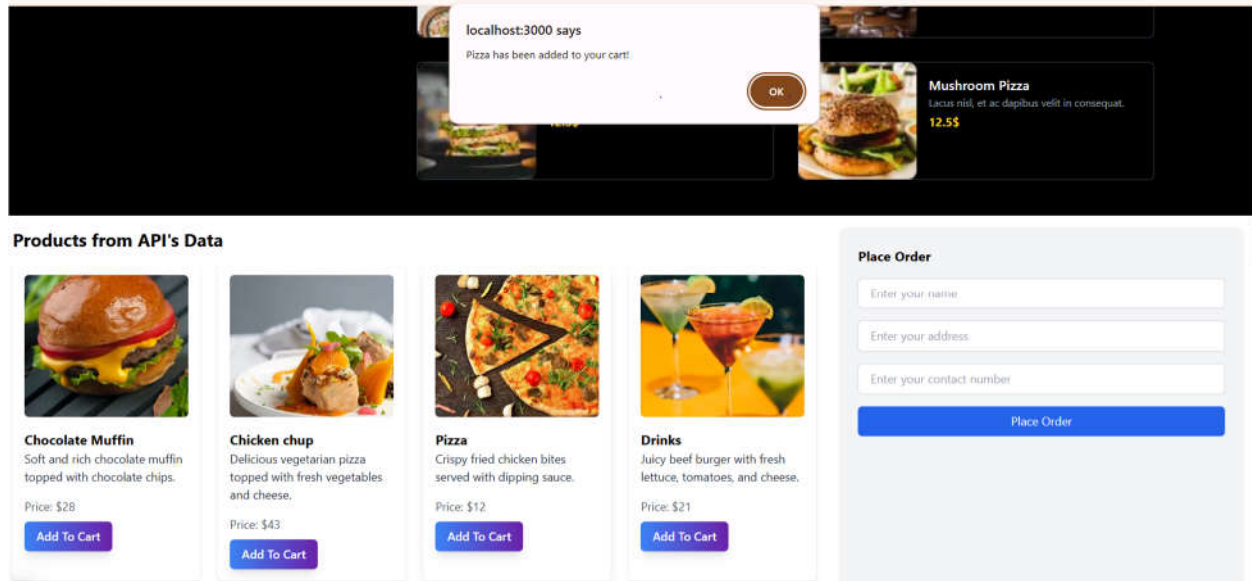 localhost:3000 says
Pizza has been added to your cart!
OK
Mushroom Pizza
Lacus nisl, et ac dapibus velit in consequat.
12.5$
Products from API's Data
Chocolate Muffin
Soft and rich chocolate muffin
topped with chocolate chips.
Price: $28
Add To Cart
Chicken chup
Delicious vegetarian pizza
topped with fresh vegetables
and cheese.
Price: $43
Add To Cart
Pizza
Crispy fried chicken bites
served with dipping sauce.
Price: $12
Add To Cart
Drinks
Juicy beef burger with fresh
lettuce, tomatoes, and cheese.
Price: $21
Add To Cart
Place Order
Enter your name
Enter your address
Enter your contact number
Place Order